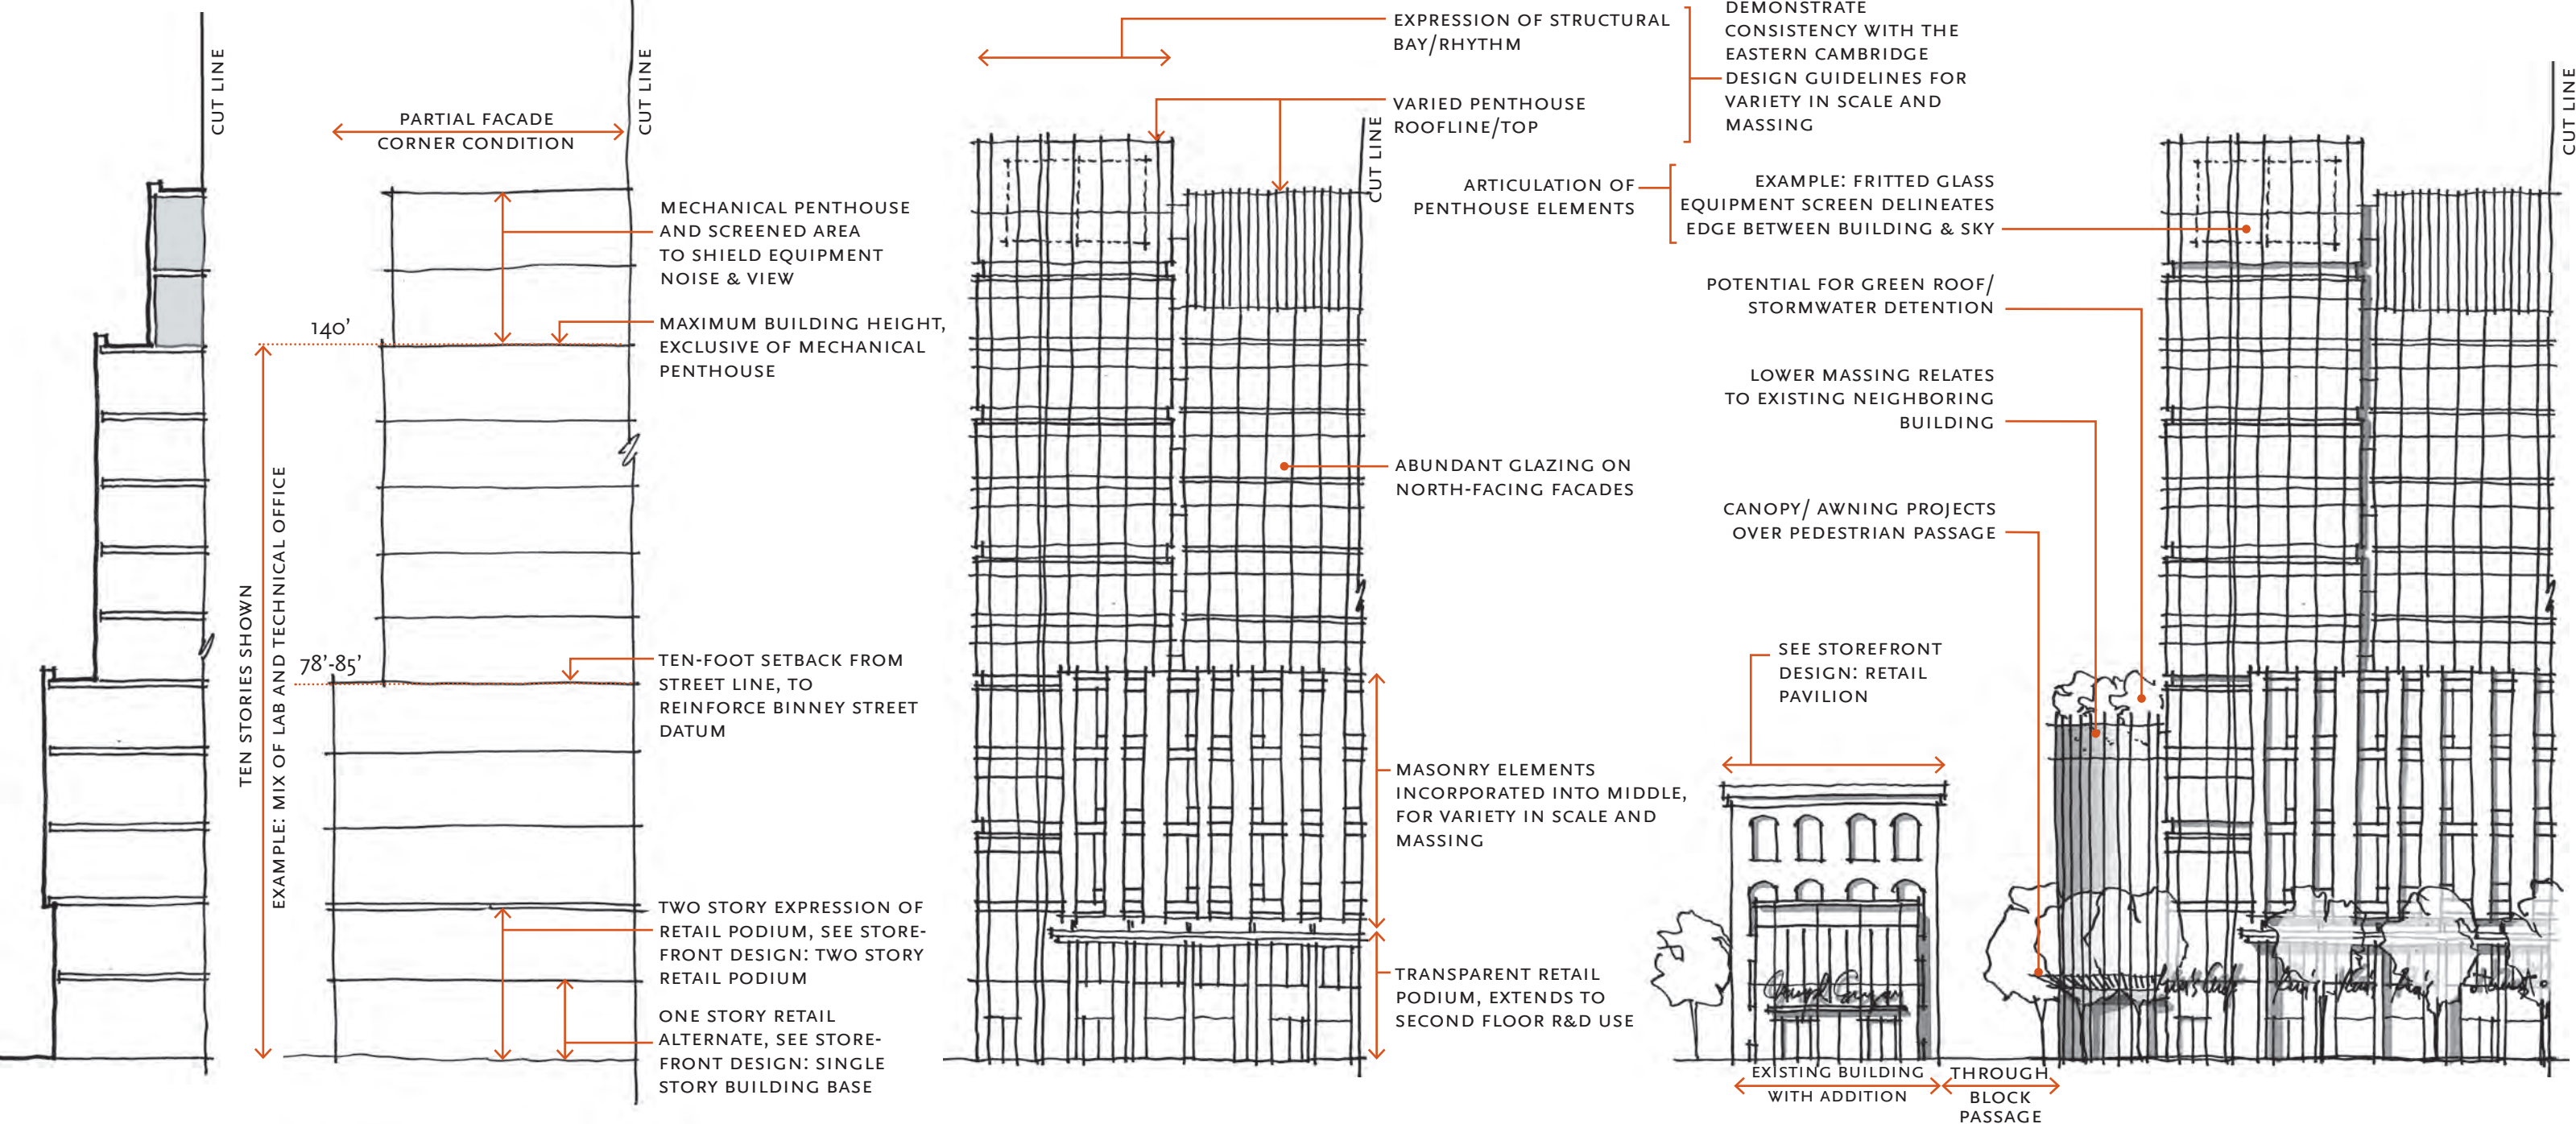 CUT LINE
TEN STORIES SHOWN
EXAMPLE: MIX OF LAB AND TECHNICAL OFFICE
PARTIAL FACADE
CORNER CONDITION
CUT LINE
140'
78'-85'
MECHANICAL PENTHOUSE
AND SCREENED AREA
TO SHIELD EQUIPMENT
NOISE & VIEW
MAXIMUM BUILDING HEIGHT,
EXCLUSIVE OF MECHANICAL
PENTHOUSE
TEN-FOOT SETBACK FROM
STREET LINE, TO
REINFORCE BINNEY STREET
DATUM
TWO STORY EXPRESSION OF
RETAIL PODIUM, SEE STORE-
FRONT DESIGN: TWO STORY
RETAIL PODIUM
ONE STORY RETAIL
ALTERNATE, SEE STORE-
FRONT DESIGN: SINGLE
STORY BUILDING BASE
EXPRESSION OF STRUCTURAL
BAY/RHYTHM
VARIED PENTHOUSE
ROOFLINE/TOP
CUT LINE
DEMONSTRATE
CONSISTENCY WITH THE
EASTERN CAMBRIDGE
DESIGN GUIDELINES FOR
VARIETY IN SCALE AND
MASSING
ARTICULATION OF
PENTHOUSE ELEMENTS
EXAMPLE: FRITTED GLASS
EQUIPMENT SCREEN DELINEATES
EDGE BETWEEN BUILDING & SKY
POTENTIAL FOR GREEN ROOF/
STORMWATER DETENTION
LOWER MASSING RELATES
TO EXISTING NEIGHBORING
BUILDING
ABUNDANT GLAZING ON
NORTH-FACING FACADES
CANOPY/ AWNING PROJECTS
OVER PEDESTRIAN PASSAGE
SEE STOREFRONT
DESIGN: RETAIL
PAVILION
MASONRY ELEMENTS
INCORPORATED INTO MIDDLE,
FOR VARIETY IN SCALE AND
MASSING
TRANSPARENT RETAIL
PODIUM, EXTENDS TO
SECOND FLOOR R&D USE
EXISTING BUILDING
WITH ADDITION
THROUGH
BLOCK
PASSAGE
CUT LINE